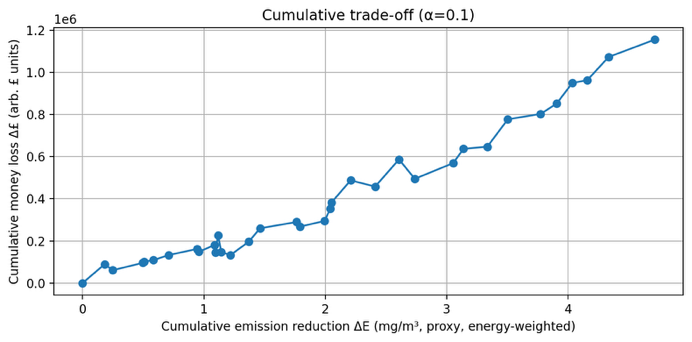 Cumulative trade-off (α=0.1)
1e6
Cumulative money loss Δ£ (arb. £ units)
1.2
1.0
0.8
0.6
0.4
0.2
0.0
0 1 2 3 4
Cumulative emission reduction ΔE (mg/m³, proxy, energy-weighted)